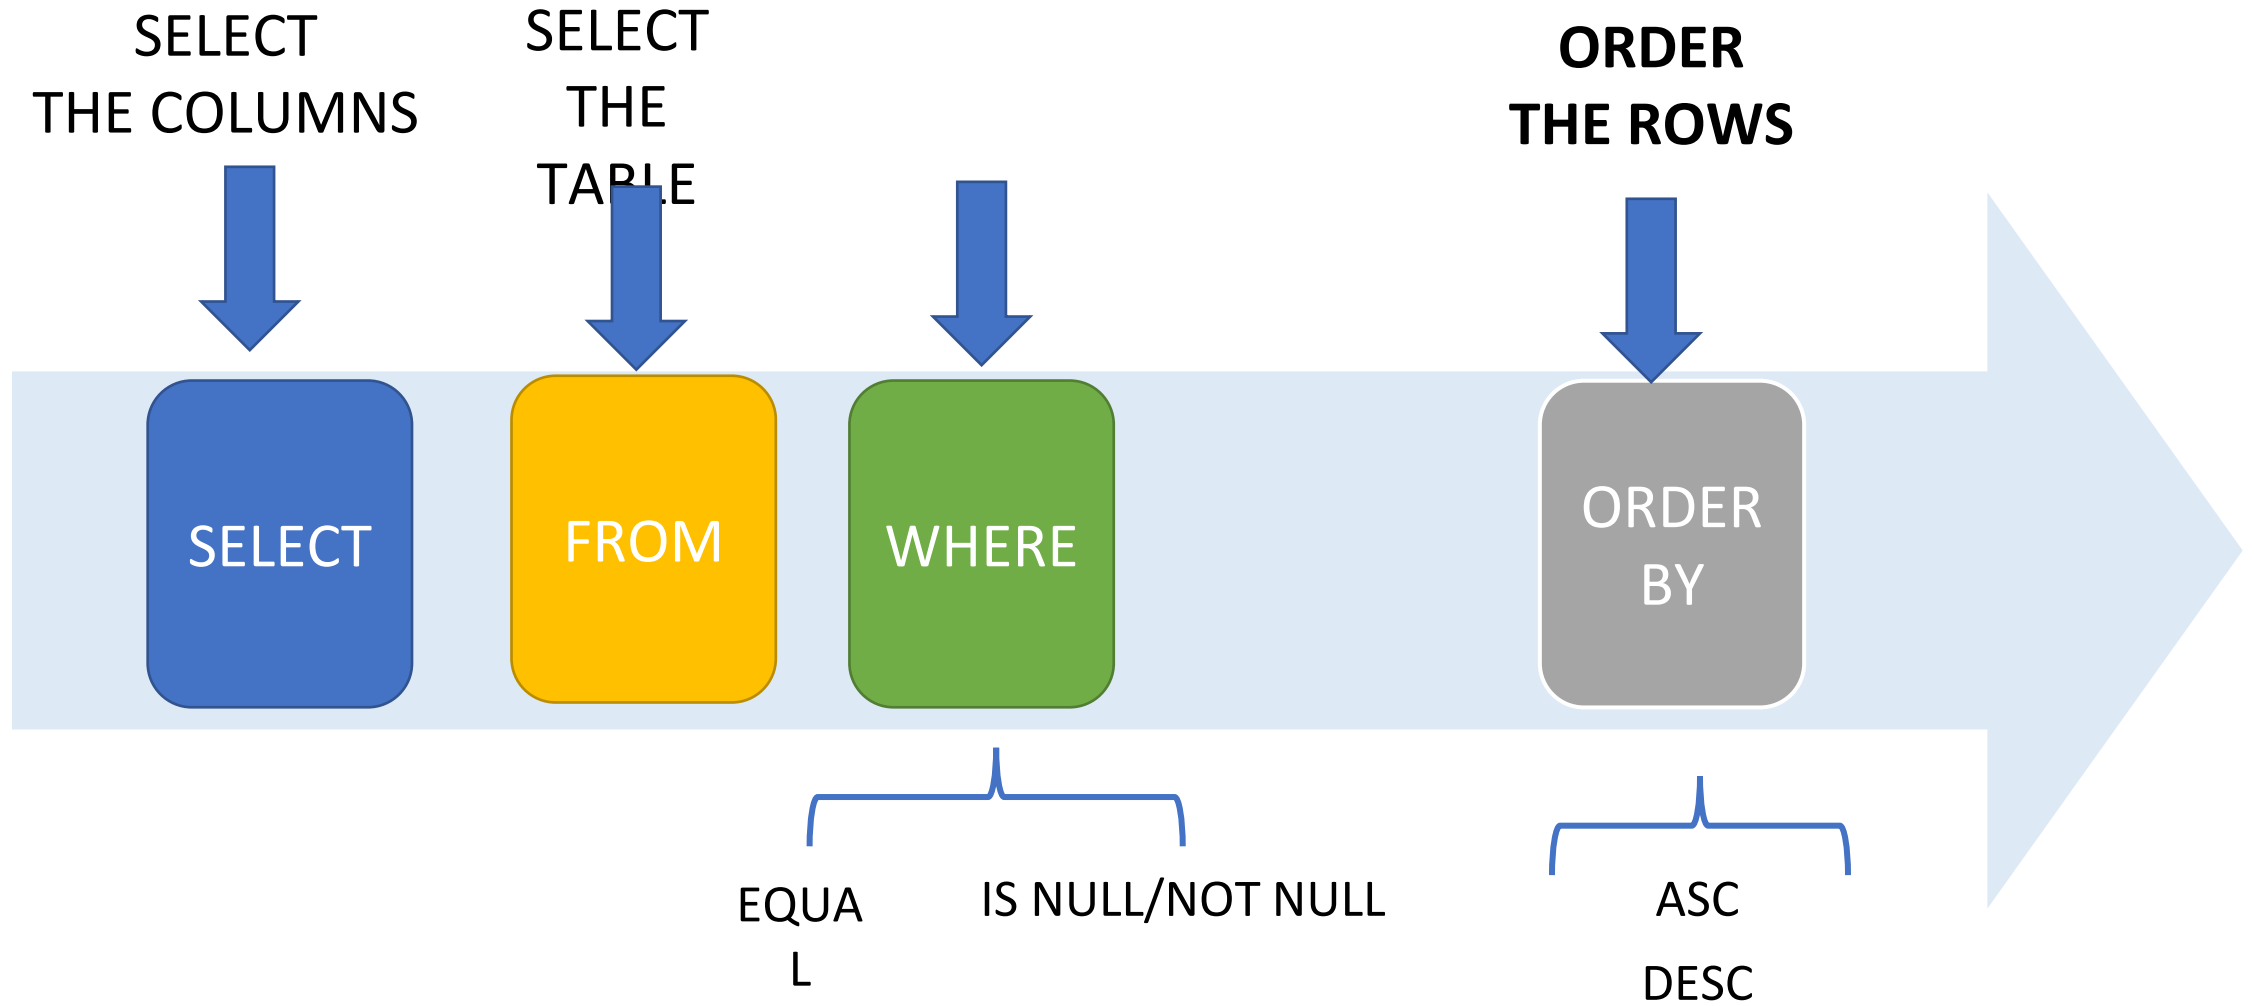 SELECT
THE COLUMNS
SELECT
THE
TABLE
ORDER
THE ROWS
SELECT
FROM
WHERE
ORDER
BY
EQUA
L
IS NULL/NOT NULL
ASC
DESC